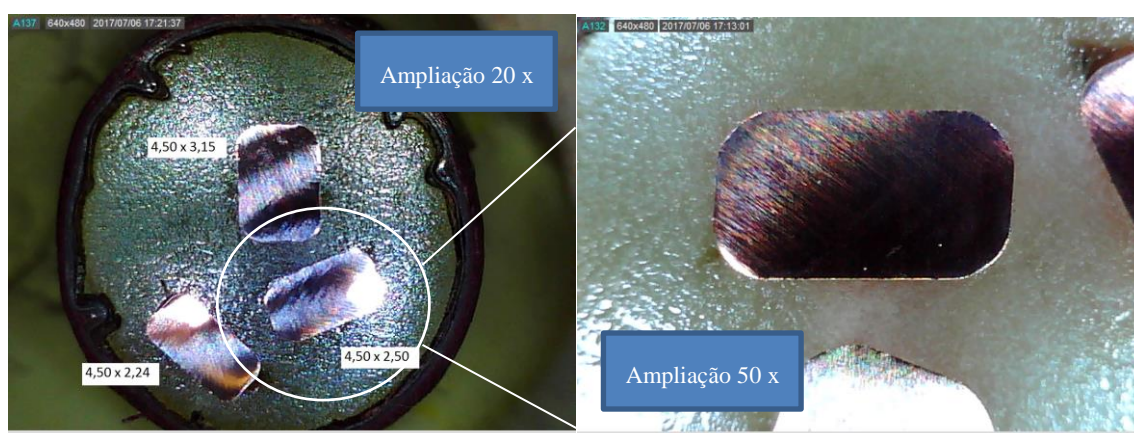 A137 640x480 2017/07/06 17:21:37
Ampliação 20 x
4,50 x 3,15
4,50 x 2,50
4,50 x 2,24
A132 640x480 2017/07/06 17:13:01
Ampliação 50 x